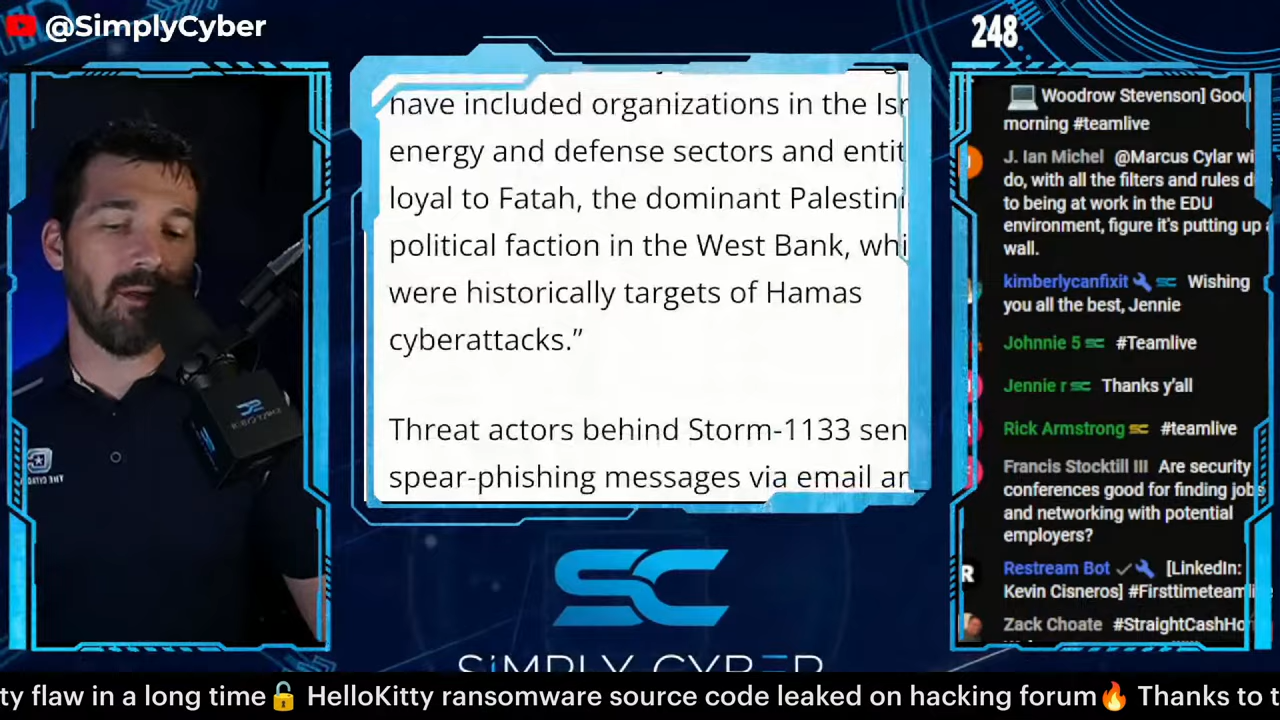 @SimplyCyber
248
have included organizations in the Isr
energy and defense sectors and entit
loyal to Fatah, the dominant Palestini
political faction in the West Bank, whi
were historically targets of Hamas
cyberattacks.”
Threat actors behind Storm-1133 sen
spear-phishing messages via email an
SC
SIMPLY CYBER
Woodrow Stevenson] Good
morning #teamlive
J. Ian Michel @Marcus Cylar wi
do, with all the filters and rules d
to being at work in the EDU
environment, figure it's putting up a
wall.
kimberlycanfixit Wishing
you all the best, Jennie
Johnnie 5 #Teamlive
Jennie r Thanks y'all
Rick Armstrong #teamlive
Francis Stocktill III Are security
conferences good for finding jobs
and networking with potential
employers?
Restream Bot [LinkedIn:
Kevin Cisneros] #Firsttimeteamli
Zack Choate #StraightCashHom
ty flaw in a long time🔓 HelloKitty ransomware source code leaked on hacking forum🔥 Thanks to t